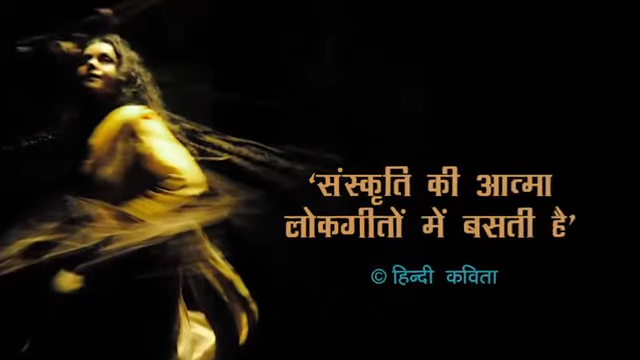 ‘संस्कृति की आत्मा
लोकगीतों में बसती है’
© हिन्दी कविता